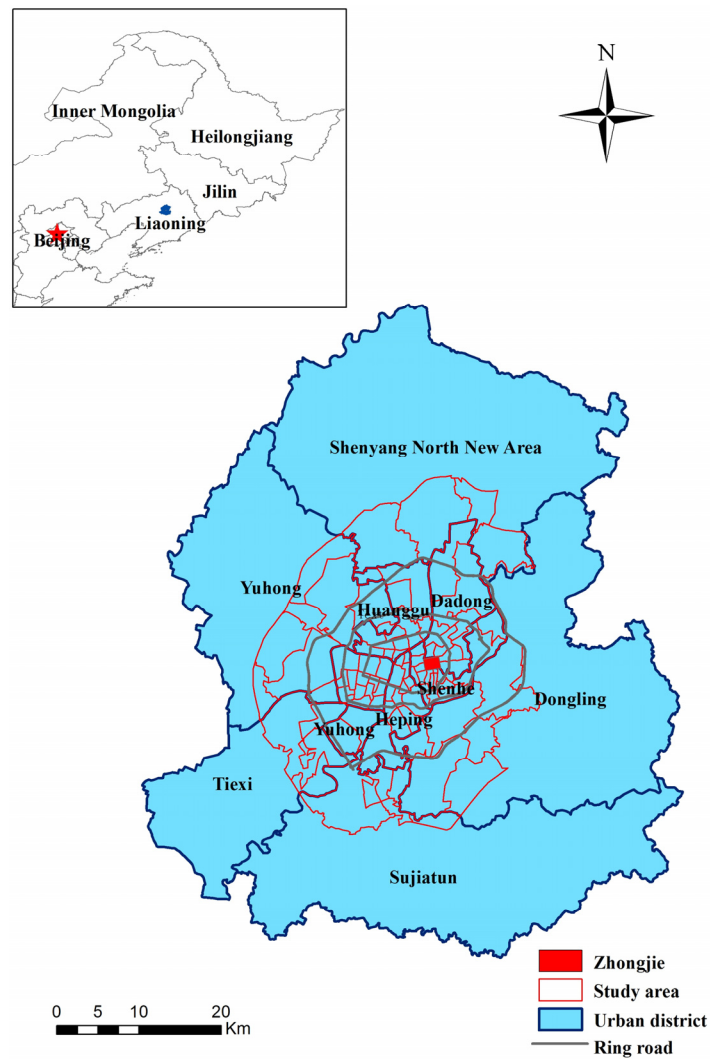 N
Inner Mongolia
Heilongjiang
Jilin
Liaoning
Beijing
Shenyang North New Area
Yuhong
Huanggu
Dadong
Shenhe
Dongling
Heping
Yuhong
Tiexi
Sujiatun
Zhongjie
Study area
Urban district
Ring road
0 5 10 20
Km